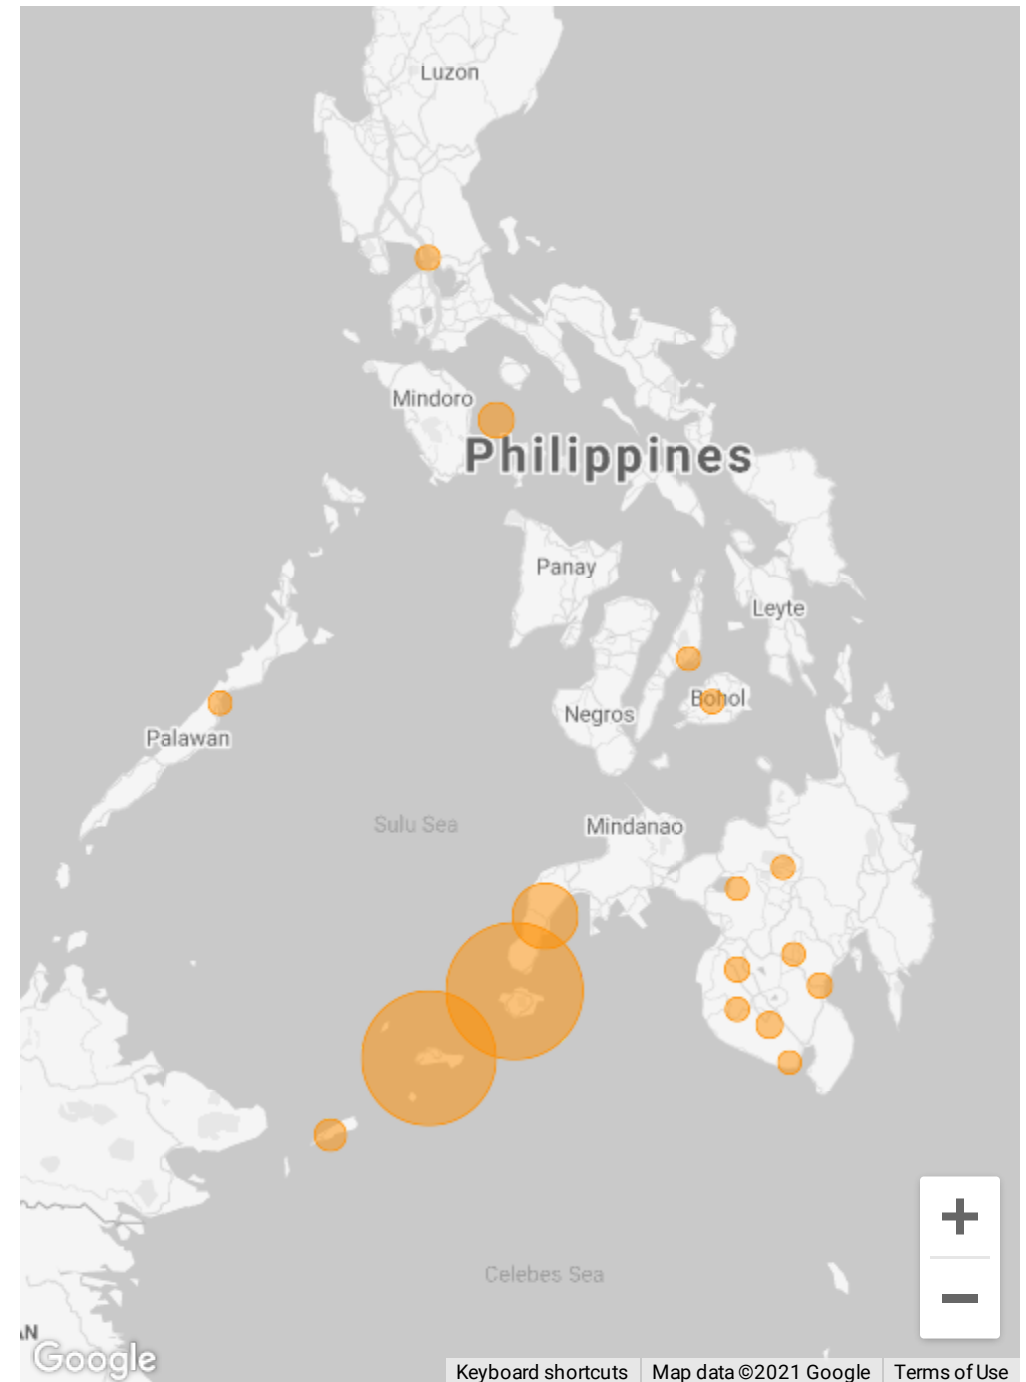 Luzon
Mindoro
Philippines
Panay
Leyte
Bohol
Negros
Palawan
Sulu Sea
Mindanao
Celebes Sea
AN
Google
Keyboard shortcuts
Map data ©2021 Google
Terms of Use